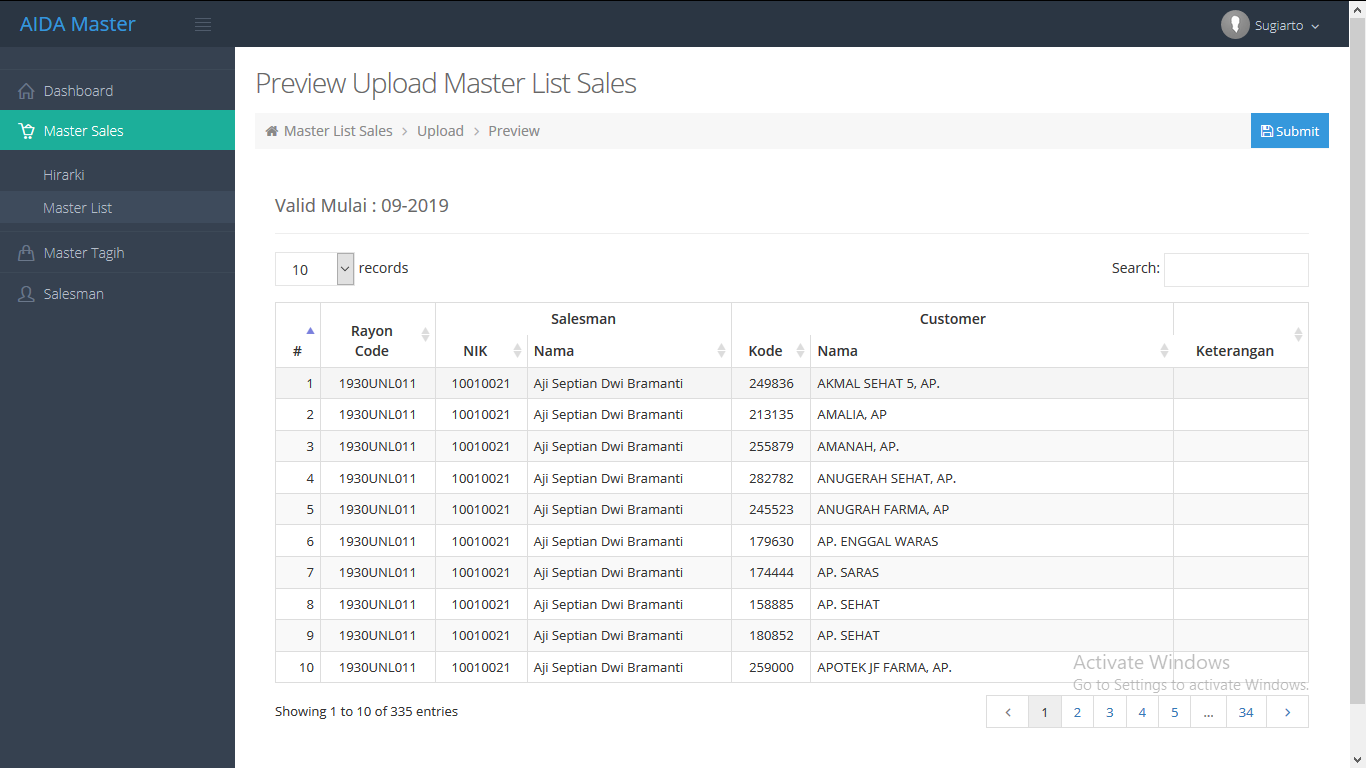 AIDA Master
Sugiarto
Dashboard
Master Sales
Hirarki
Master List
Master Tagih
Salesman
Preview Upload Master List Sales
Master List Sales > Upload > Preview
Submit
Valid Mulai : 09-2019
10 records
Search:
Salesman Customer
# Rayon Code NIK Nama Kode Nama Keterangan
1 1930UNL011 10010021 Aji Septian Dwi Bramanti 249836 AKMAL SEHAT 5, AP.
2 1930UNL011 10010021 Aji Septian Dwi Bramanti 213135 AMALIA, AP
3 1930UNL011 10010021 Aji Septian Dwi Bramanti 255879 AMANAH, AP.
4 1930UNL011 10010021 Aji Septian Dwi Bramanti 282782 ANUGERAH SEHAT, AP.
5 1930UNL011 10010021 Aji Septian Dwi Bramanti 245523 ANUGRAH FARMA, AP
6 1930UNL011 10010021 Aji Septian Dwi Bramanti 179630 AP. ENGGAL WARAS
7 1930UNL011 10010021 Aji Septian Dwi Bramanti 174444 AP. SARAS
8 1930UNL011 10010021 Aji Septian Dwi Bramanti 158885 AP. SEHAT
9 1930UNL011 10010021 Aji Septian Dwi Bramanti 180852 AP. SEHAT
10 1930UNL011 10010021 Aji Septian Dwi Bramanti 259000 APOTEK JF FARMA, AP.
Activate Windows
Go to Settings to activate Windows.
Showing 1 to 10 of 335 entries
< 1 2 3 4 5 ... 34 >